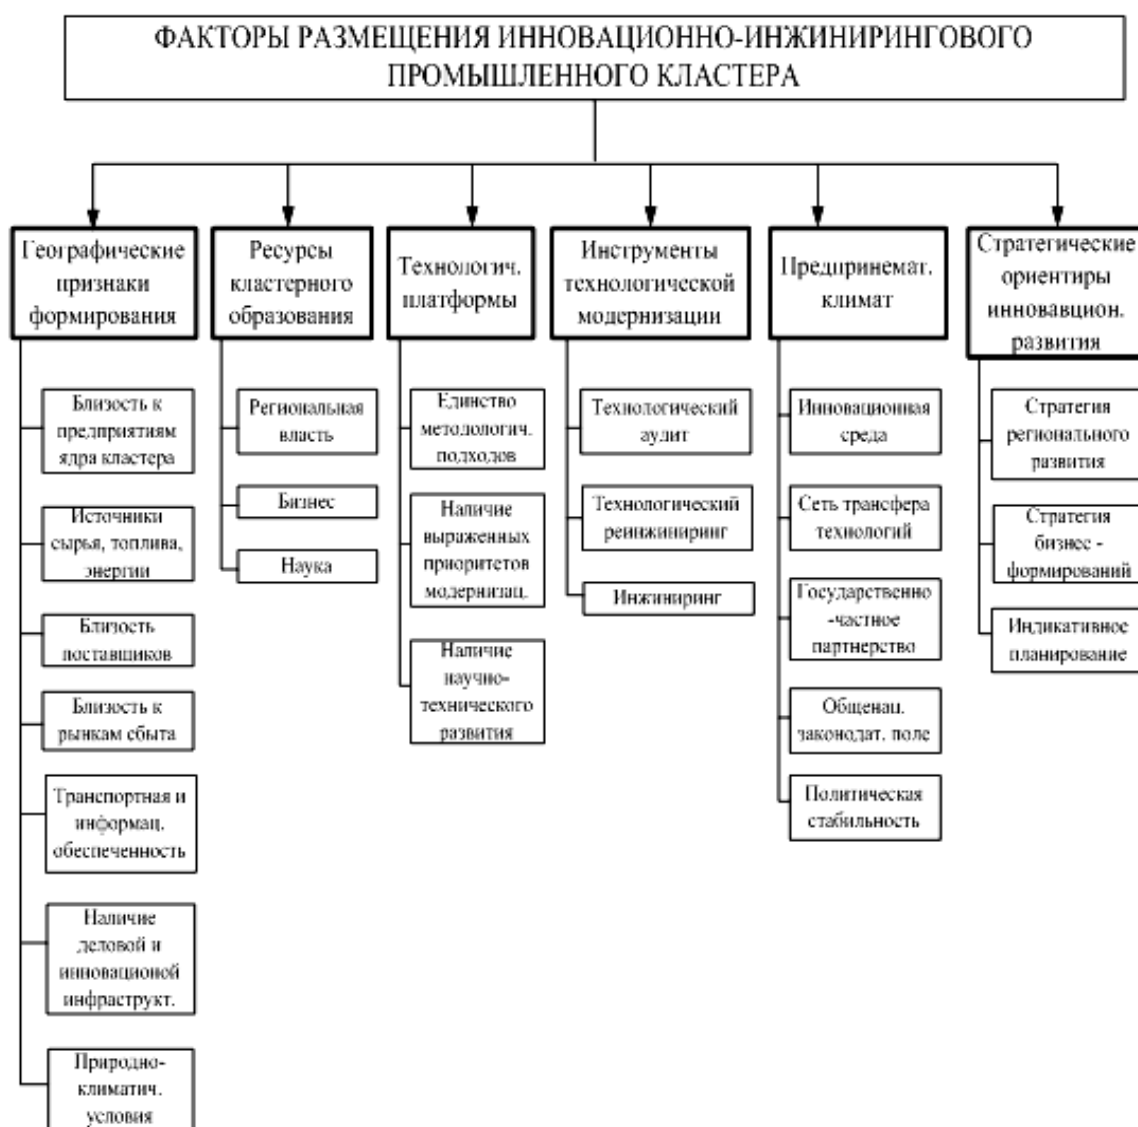 ФАКТОРЫ РАЗМЕЩЕНИЯ ИННОВАЦИОННО-ИНЖИНИРИНГОВОГО
ПРОМЫШЛЕННОГО КЛАСТЕРА
Географические
признаки
формирования
Близость к
предприятиям
ядра кластера
Источники
сырья, топлива,
энергии
Близость
поставщиков
Близость к
рынкам сбыта
Транспортная и
информац.
обеспеченность
Наличие
деловой и
инновационой
инфраструкт.
Природно-
климатич.
условия
Ресурсы
кластерного
образования
Региональная
власть
Бизнес
Наука
Технологич.
платформы
Единство
методологич.
подходов
Наличие
выраженных
приоритетов
модернизац.
Наличие
научно-
технического
развития
Инструменты
технологической
модернизации
Технологический
аудит
Технологический
реинжиниринг
Инжиниринг
Предпринемат.
климат
Инновационная
среда
Сеть трансфера
технологий
Государственно
-частное
партнерство
Общенац.
законодат. поле
Политическая
стабильность
Стратегические
ориентиры
инновавцион.
развития
Стратегия
регионального
развития
Стратегия
бизнес -
формирований
Индикативное
планирование